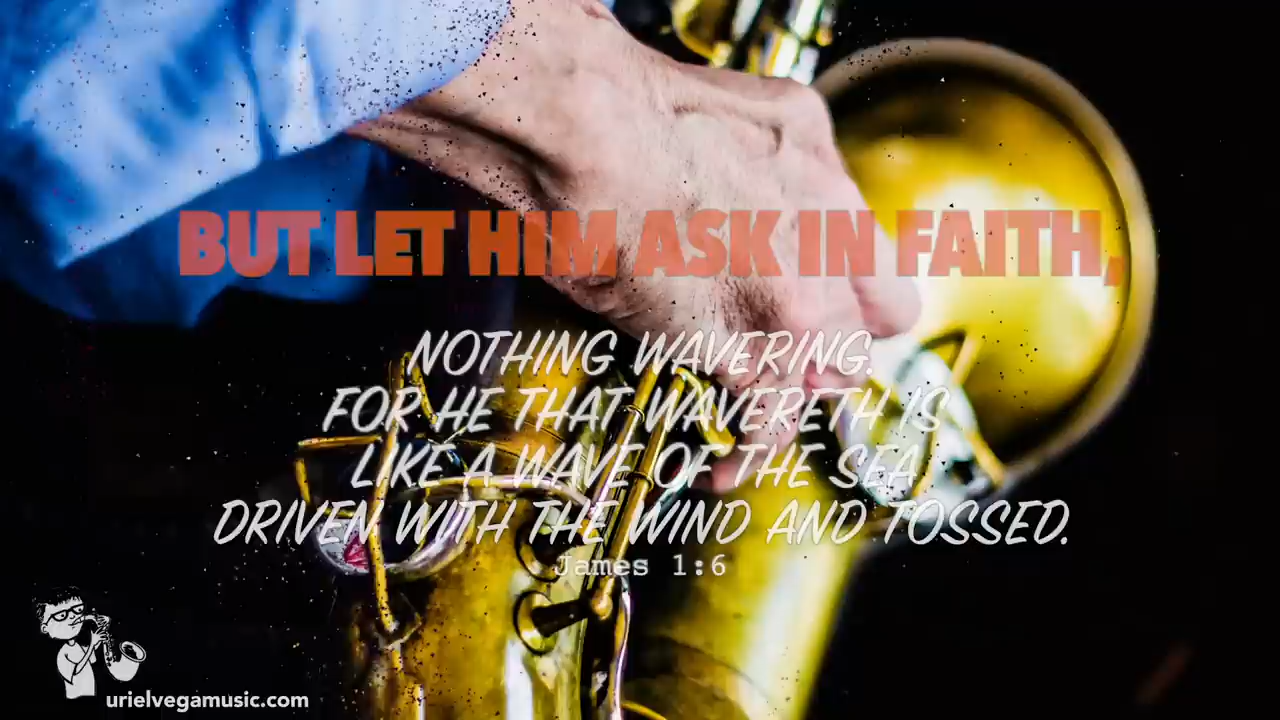 BUT LET HIM ASK IN FAITH,
NOTHING WAVERING.
FOR HE THAT WAVERETH IS
LIKE A WAVE OF THE SEA
DRIVEN WITH THE WIND AND TOSSED.
James 1:6
urielvegamusic.com